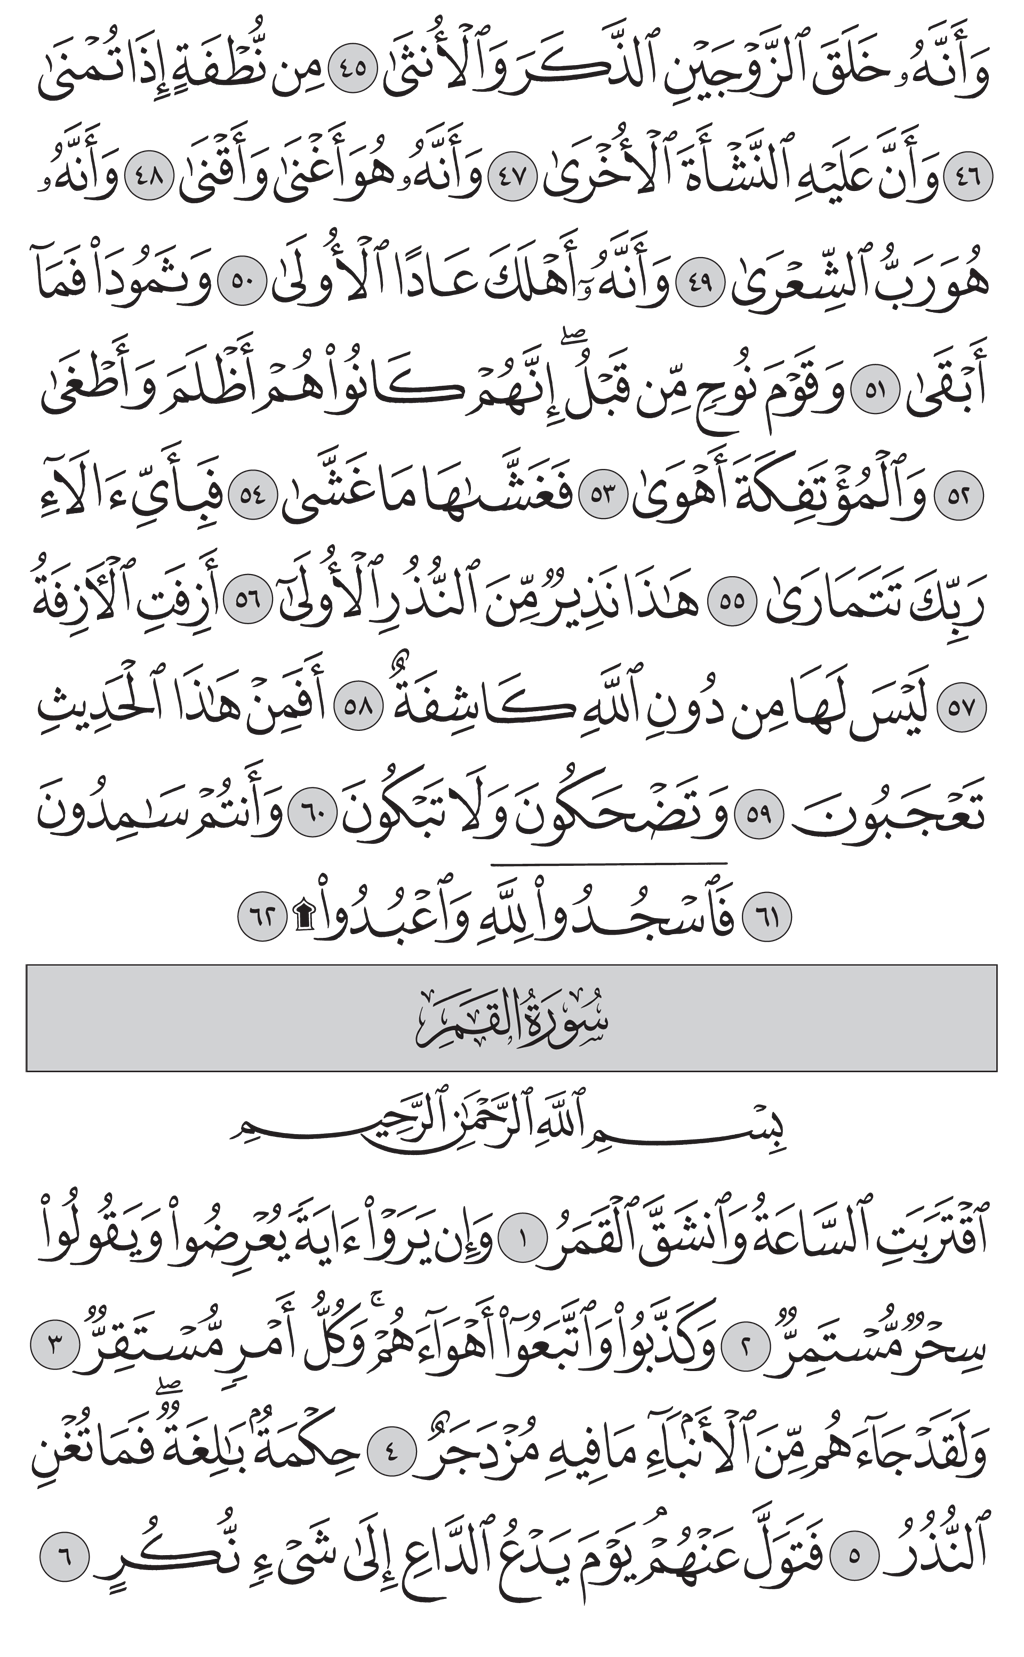 وَأَنَّهُۥ خَلَقَ ٱلزَّوْجَيْنِ ٱلذَّكَرَ وَٱلْأُنثَىٰ ٤٥ مِن نُّطْفَةٍ إِذَا تُمْنَىٰ
٤٦ وَأَنَّ عَلَيْهِ ٱلنَّشْأَةَ ٱلْأُخْرَىٰ ٤٧ وَأَنَّهُۥ هُوَ أَغْنَىٰ وَأَقْنَىٰ ٤٨ وَأَنَّهُۥ
هُوَ رَبُّ ٱلشِّعْرَىٰ ٤٩ وَأَنَّهُۥٓ أَهْلَكَ عَادًا ٱلْأُولَىٰ ٥٠ وَثَمُودَا۟ فَمَآ
أَبْقَىٰ ٥١ وَقَوْمَ نُوحٍ مِّن قَبْلُ ۖ إِنَّهُمْ كَانُوا۟ هُمْ أَظْلَمَ وَأَطْغَىٰ
٥٢ وَٱلْمُؤْتَفِكَةَ أَهْوَىٰ ٥٣ فَغَشَّىٰهَا مَا غَشَّىٰ ٥٤ فَبِأَىِّ ءَالَآءِ
رَبِّكَ تَتَمَارَىٰ ٥٥ هَـٰذَا نَذِيرٌ مِّنَ ٱلنُّذُرِ ٱلْأُولَىٰٓ ٥٦ أَزِفَتِ ٱلْـَٔازِفَةُ
٥٧ لَيْسَ لَهَا مِن دُونِ ٱللَّهِ كَاشِفَةٌ ٥٨ أَفَمِنْ هَـٰذَا ٱلْحَدِيثِ
تَعْجَبُونَ ٥٩ وَتَضْحَكُونَ وَلَا تَبْكُونَ ٦٠ وَأَنتُمْ سَـٰمِدُونَ
٦١ فَٱسْجُدُوا۟ لِلَّهِ وَٱعْبُدُوا۟ ۩ ٦٢
سُورَةُ القَمَرِ
بِسْمِ ٱللَّهِ ٱلرَّحْمَـٰنِ ٱلرَّحِيمِ
ٱقْتَرَبَتِ ٱلسَّاعَةُ وَٱنشَقَّ ٱلْقَمَرُ ١ وَإِن يَرَوْا۟ ءَايَةً يُعْرِضُوا۟ وَيَقُولُوا۟
سِحْرٌ مُّسْتَمِرٌّ ٢ وَكَذَّبُوا۟ وَٱتَّبَعُوٓا۟ أَهْوَآءَهُمْ ۚ وَكُلُّ أَمْرٍ مُّسْتَقِرٌّ ٣
وَلَقَدْ جَآءَهُم مِّنَ ٱلْأَنۢبَآءِ مَا فِيهِ مُزْدَجَرٌ ٤ حِكْمَةٌۢ بَـٰلِغَةٌ ۖ فَمَا تُغْنِ
ٱلنُّذُرُ ٥ فَتَوَلَّ عَنْهُمْ ۘ يَوْمَ يَدْعُ ٱلدَّاعِ إِلَىٰ شَىْءٍ نُّكُرٍ ٦